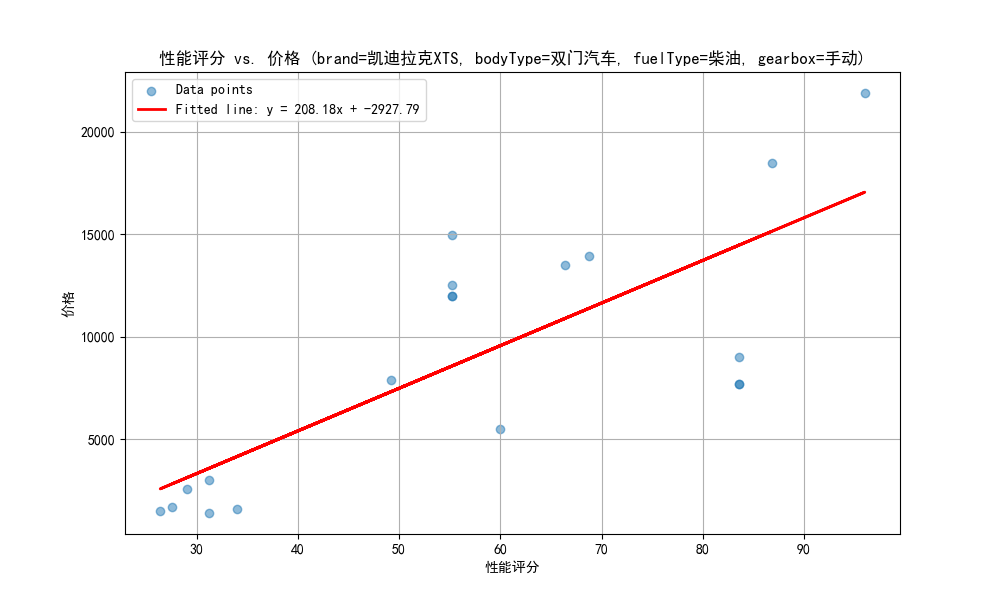 性能评分 vs. 价格 (brand=凯迪拉克XTS, bodyType=双门汽车, fuelType=柴油, gearbox=手动)
Data points
Fitted line: y = 208.18x + -2927.79
20000
15000
10000
5000
价格
30 40 50 60 70 80 90
性能评分